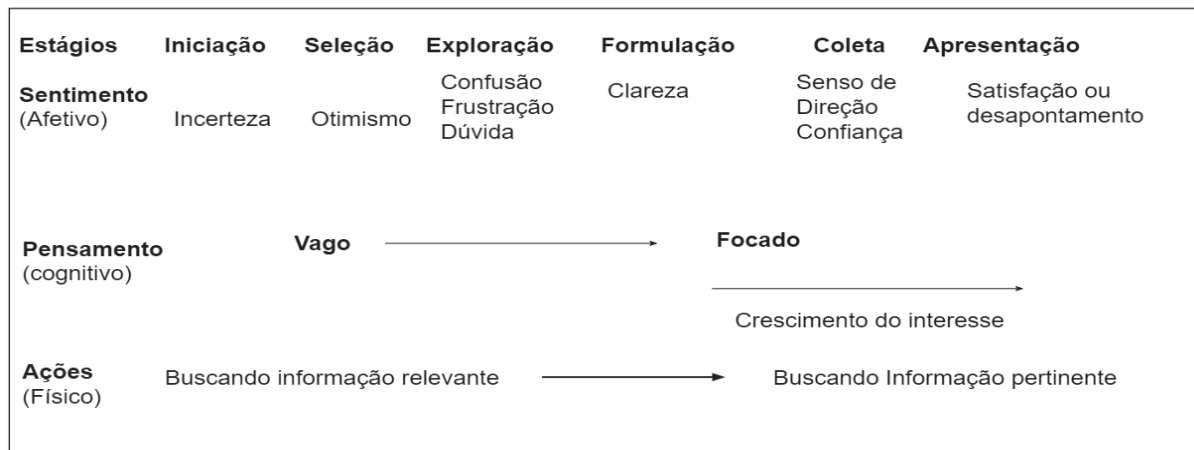 Estágios Iniciação Seleção Exploração Formulação Coleta Apresentação
Sentimento
(Afetivo)
Incerteza
Otimismo
Confusão
Frustração
Dúvida
Clareza
Senso de
Direção
Confiança
Satisfação ou
desapontamento
Pensamento
(cognitivo)
Vago
Focado
Crescimento do interesse
Ações
(Físico)
Buscando informação relevante
Buscando Informação pertinente